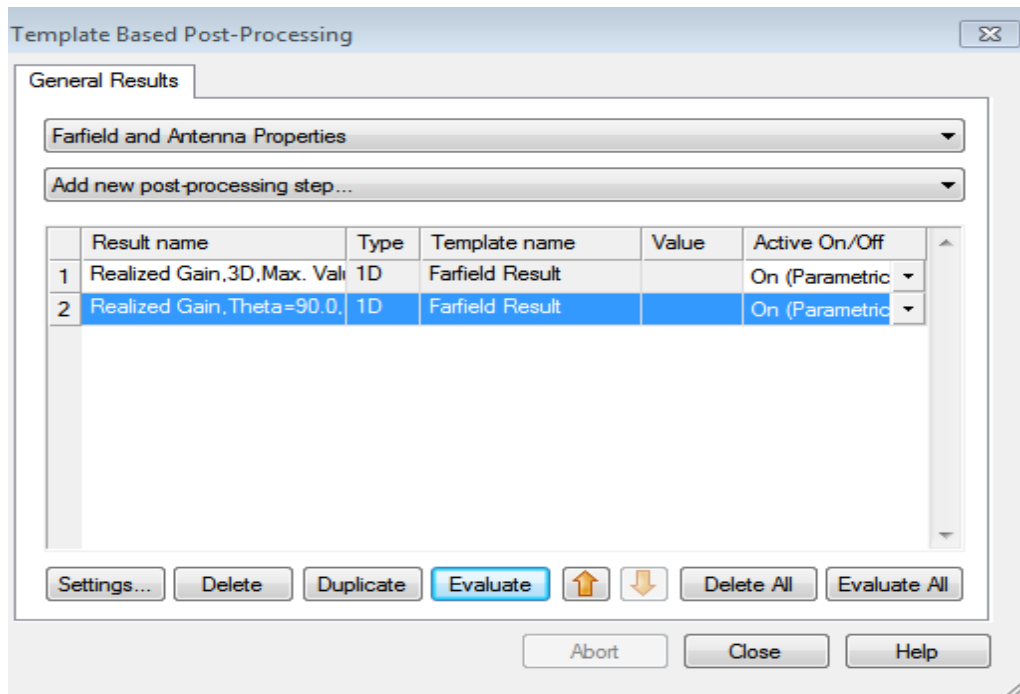 Template Based Post-Processing
General Results
Farfield and Antenna Properties
Add new post-processing step...
Result name Type Template name Value Active On/Off
1 Realized Gain,3D,Max. Valu 1D Farfield Result On (Parametric
2 Realized Gain,Theta=90.0, 1D Farfield Result On (Parametric
Settings... Delete Duplicate Evaluate Delete All Evaluate All
Abort Close Help